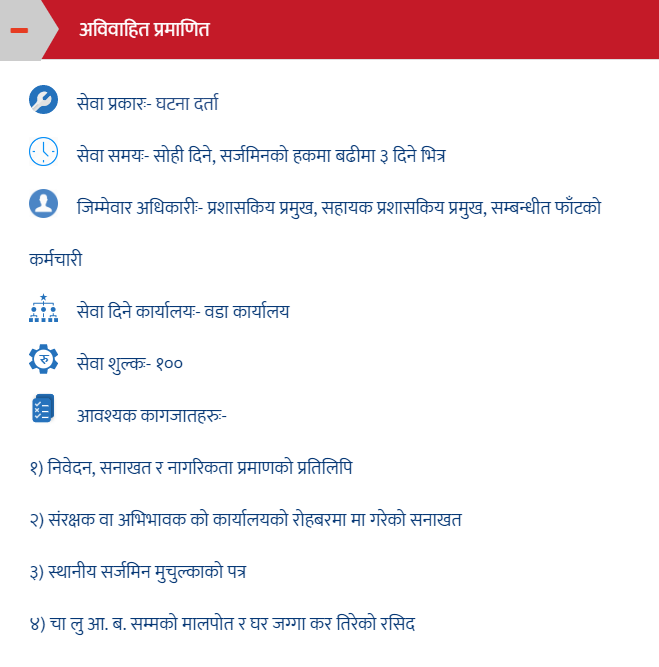 अविवाहित प्रमाणित
सेवा प्रकारः- घटना दर्ता
सेवा समयः- सोही दिने, सर्जमिनको हकमा बढीमा ३ दिने भित्र
जिम्मेवार अधिकारीः- प्रशासकिय प्रमुख, सहायक प्रशासकिय प्रमुख, सम्बन्धीत फाँटको
कर्मचारी
सेवा दिने कार्यालयः- वडा कार्यालय
रु सेवा शुल्कः- १००
आवश्यक कागजातहरुः-
१) निवेदन, सनाखत र नागरिकता प्रमाणको प्रतिलिपि
२) संरक्षक वा अभिभावक को कार्यालयको रोहबरमा मा गरेको सनाखत
३) स्थानीय सर्जमिन मुचुल्काको पत्र
४) चा लु आ. ब. सम्मको मालपोत र घर जग्गा कर तिरेको रसिद